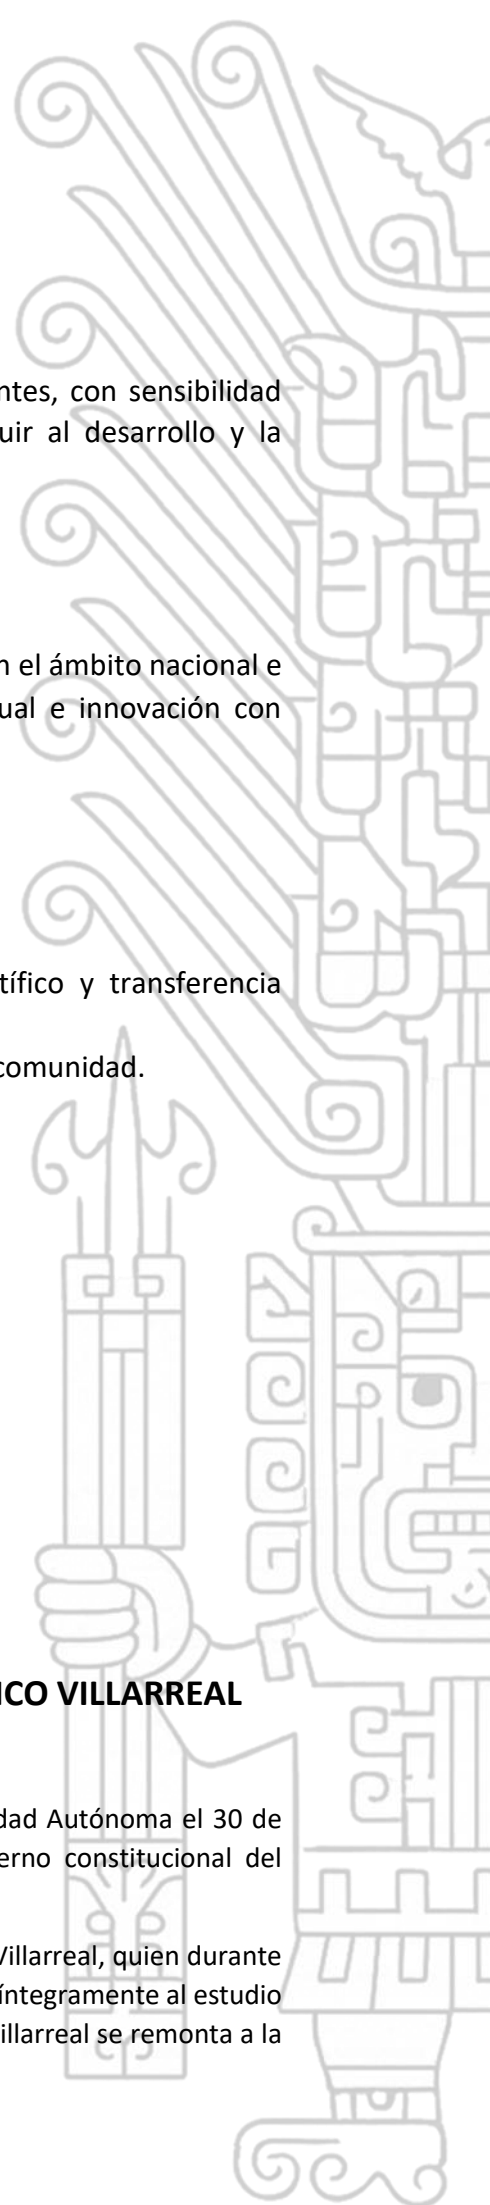 ntes, con sensibilidad
uir al desarrollo y la
n el ámbito nacional e
ual e innovación con
tífico y transferencia
comunidad.
ICO VILLARREAL
dad Autónoma el 30 de
erno constitucional del
Villarreal, quien durante
íntegramente al estudio
illarreal se remonta a la